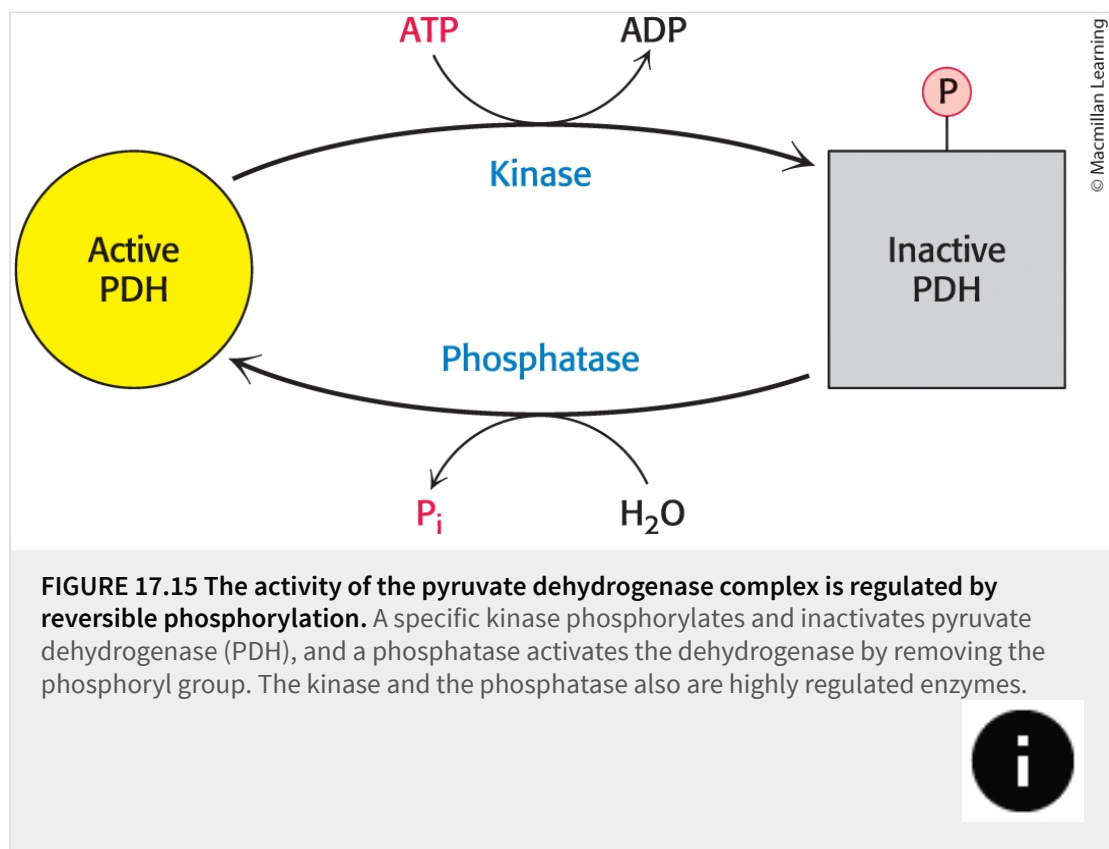 ATP
ADP
P
© Macmillan Learning
Kinase
Active
PDH
Inactive
PDH
Phosphatase
Pi
H2O
FIGURE 17.15 The activity of the pyruvate dehydrogenase complex is regulated by
reversible phosphorylation. A specific kinase phosphorylates and inactivates pyruvate
dehydrogenase (PDH), and a phosphatase activates the dehydrogenase by removing the
phosphoryl group. The kinase and the phosphatase also are highly regulated enzymes.
i